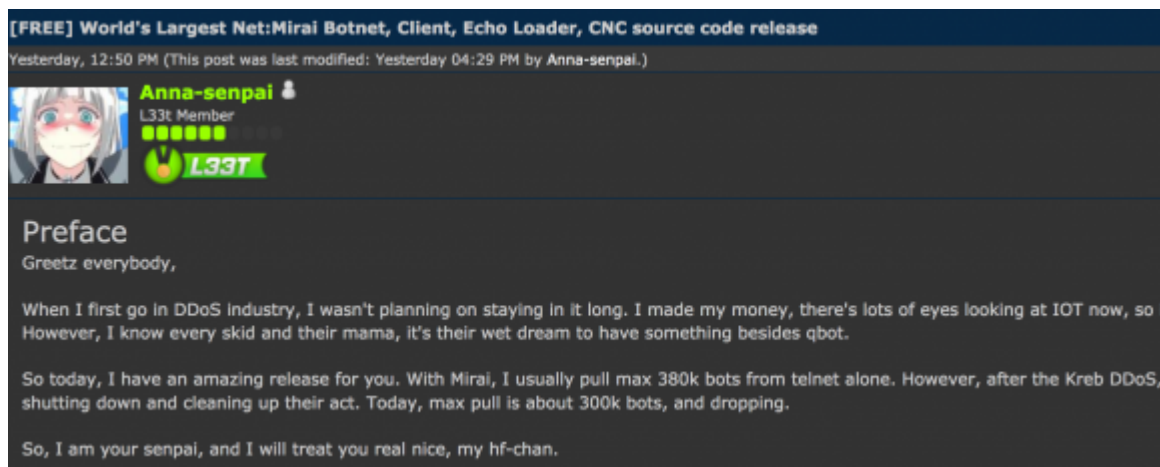 [FREE] World's Largest Net:Mirai Botnet, Client, Echo Loader, CNC source code release
Yesterday, 12:50 PM (This post was last modified: Yesterday 04:29 PM by Anna-senpai.)
Anna-senpai
L33t Member
L33T
Preface
Greetz everybody,
When I first go in DDoS industry, I wasn't planning on staying in it long. I made my money, there's lots of eyes looking at IOT now, so
However, I know every skid and their mama, it's their wet dream to have something besides qbot.
So today, I have an amazing release for you. With Mirai, I usually pull max 380k bots from telnet alone. However, after the Kreb DDoS,
shutting down and cleaning up their act. Today, max pull is about 300k bots, and dropping.
So, I am your senpai, and I will treat you real nice, my hf-chan.